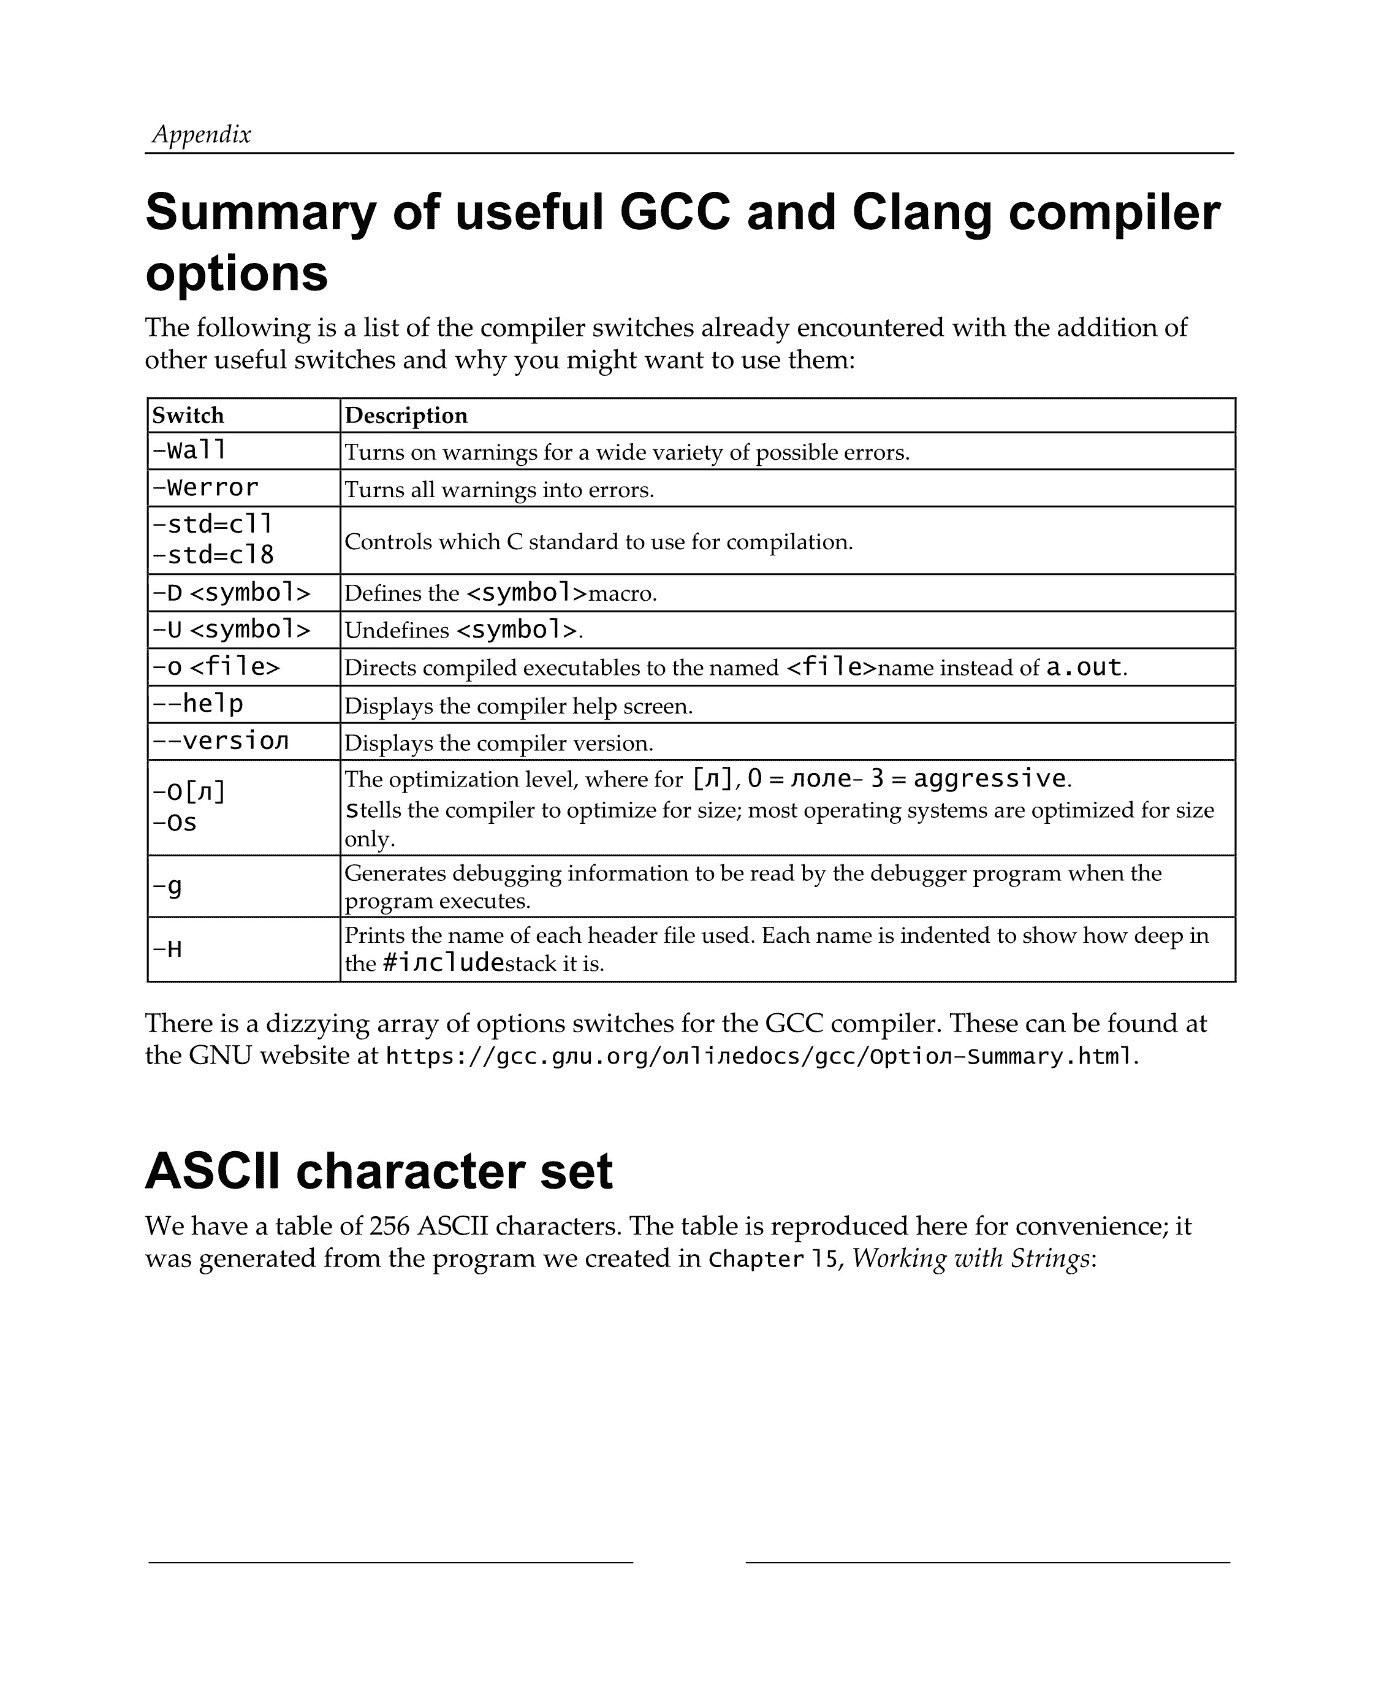 Appendix
Summary of useful GCC and Clang compiler
options
The following is a list of the compiler switches already encountered with the addition of
other useful switches and why you might want to use them:
Switch Description
-Wall Turns on warnings for a wide variety of possible errors.
-Werror Turns all warnings into errors.
-std=c11
-std=c18
Controls which C standard to use for compilation.
-D <symbol> Defines the <symbol>macro.
-U <symbol> Undefines <symbol>.
-o <file> Directs compiled executables to the named <file>name instead of a.out.
--help Displays the compiler help screen.
--versioл Displays the compiler version.
-O[л]
-Os
The optimization level, where for [л], 0 = лоле- 3 = aggressive.
stells the compiler to optimize for size; most operating systems are optimized for size
only.
-g
Generates debugging information to be read by the debugger program when the
program executes.
-H
Prints the name of each header file used. Each name is indented to show how deep in
the #iлcludestack it is.
There is a dizzying array of options switches for the GCC compiler. These can be found at
the GNU website at https://gcc.gлu.org/oлliлedocs/gcc/Optioл-Summary.html.
ASCII character set
We have a table of 256 ASCII characters. The table is reproduced here for convenience; it
was generated from the program we created in Chapter 15, Working with Strings: